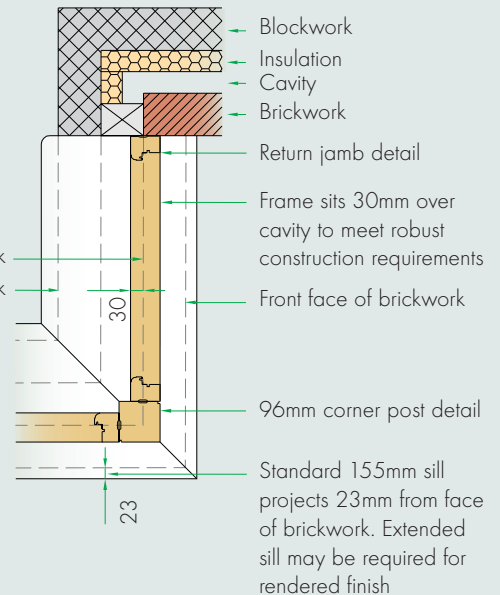 Blockwork
Insulation
Cavity
Brickwork
Return jamb detail
Frame sits 30mm over
cavity to meet robust
construction requirements
30
Front face of brickwork
96mm corner post detail
Standard 155mm sill
projects 23mm from face
of brickwork. Extended
sill may be required for
rendered finish
23